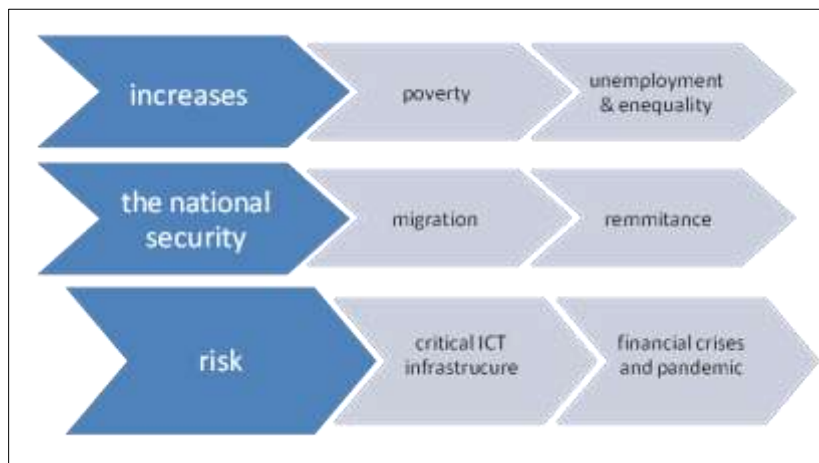 increases
poverty
unemployment
& enequality
the national
security
migration
remmitance
risk
critical ICT
infrastrucure
financial crises
and pandemic